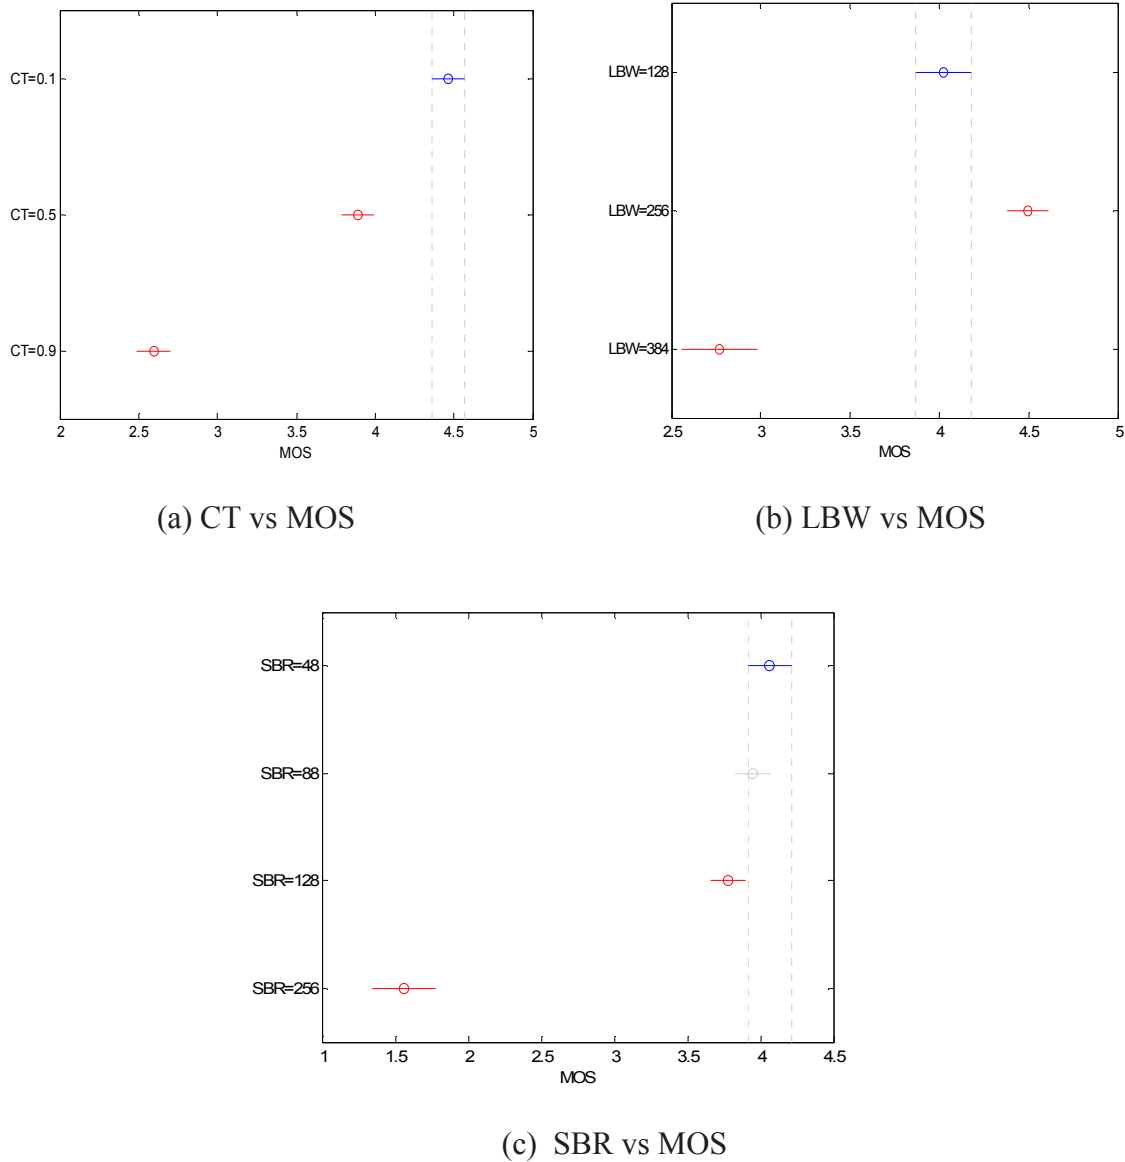 CT=0.1
CT=0.5
CT=0.9
2 2.5 3 3.5 4 4.5 5
MOS
(a) CT vs MOS
LBW=128
LBW=256
LBW=384
2.5 3 3.5 4 4.5 5
MOS
(b) LBW vs MOS
SBR=48
SBR=88
SBR=128
SBR=256
1 1.5 2 2.5 3 3.5 4 4.5
MOS
(c) SBR vs MOS